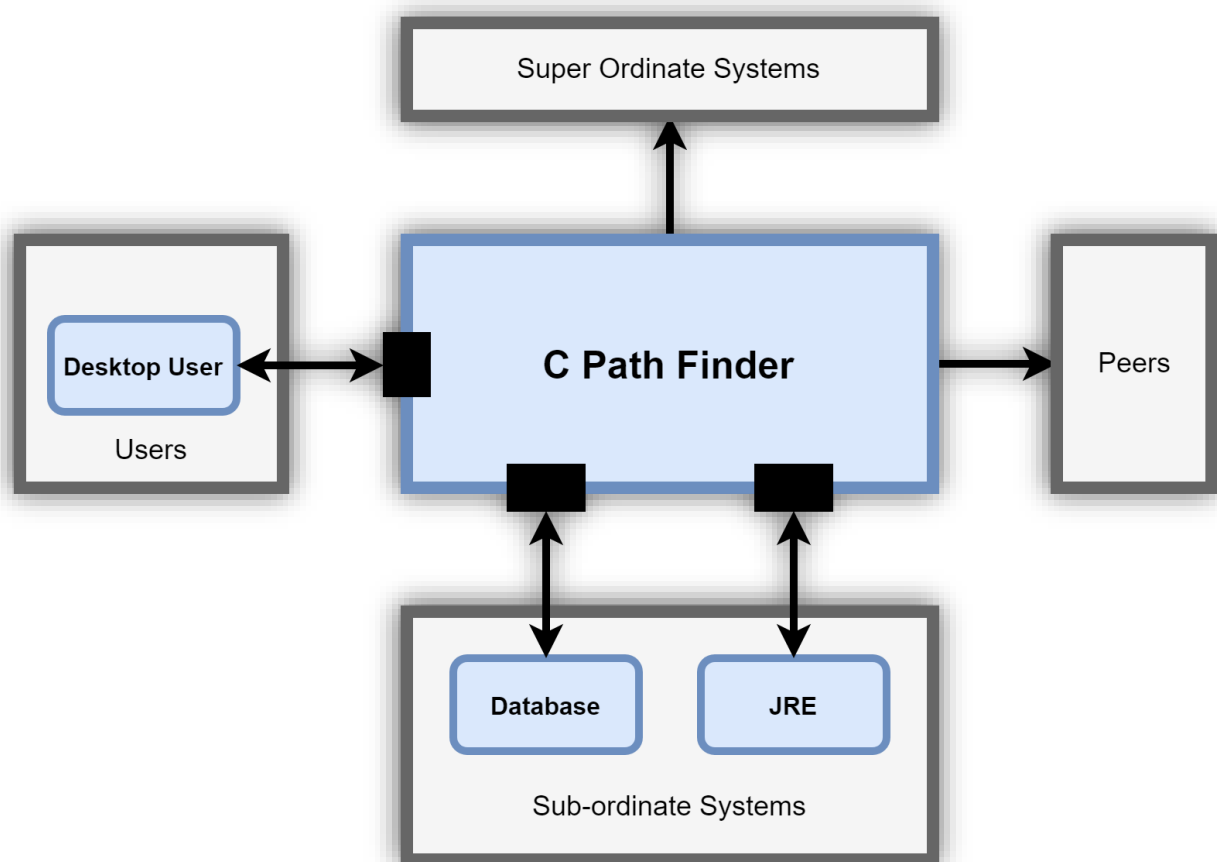 Super Ordinate Systems
C Path Finder
Desktop User
Users
Peers
Database
JRE
Sub-ordinate Systems